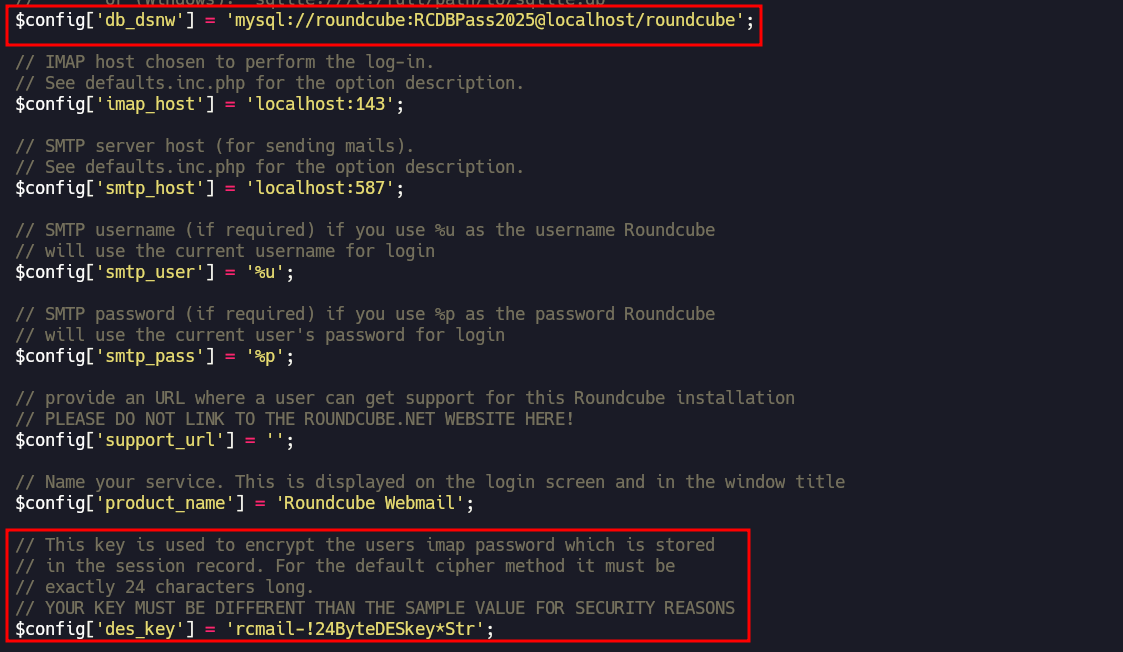 //       or (Windows): 'sqlite:///C:/full/path/to/sqlite.db'
$config['db_dsnw'] = 'mysql://roundcube:RCDBPass2025@localhost/roundcube';
// IMAP host chosen to perform the log-in.
// See defaults.inc.php for the option description.
$config['imap_host'] = 'localhost:143';
// SMTP server host (for sending mails).
// See defaults.inc.php for the option description.
$config['smtp_host'] = 'localhost:587';
// SMTP username (if required) if you use %u as the username Roundcube
// will use the current username for login
$config['smtp_user'] = '%u';
// SMTP password (if required) if you use %p as the password Roundcube
// will use the current user's password for login
$config['smtp_pass'] = '%p';
// provide an URL where a user can get support for this Roundcube installation
// PLEASE DO NOT LINK TO THE ROUNDCUBE.NET WEBSITE HERE!
$config['support_url'] = '';
// Name your service. This is displayed on the login screen and in the window title
$config['product_name'] = 'Roundcube Webmail';
// This key is used to encrypt the users imap password which is stored
// in the session record. For the default cipher method it must be
// exactly 24 characters long.
// YOUR KEY MUST BE DIFFERENT THAN THE SAMPLE VALUE FOR SECURITY REASONS
$config['des_key'] = 'rcmail-!24ByteDESkey*Str';